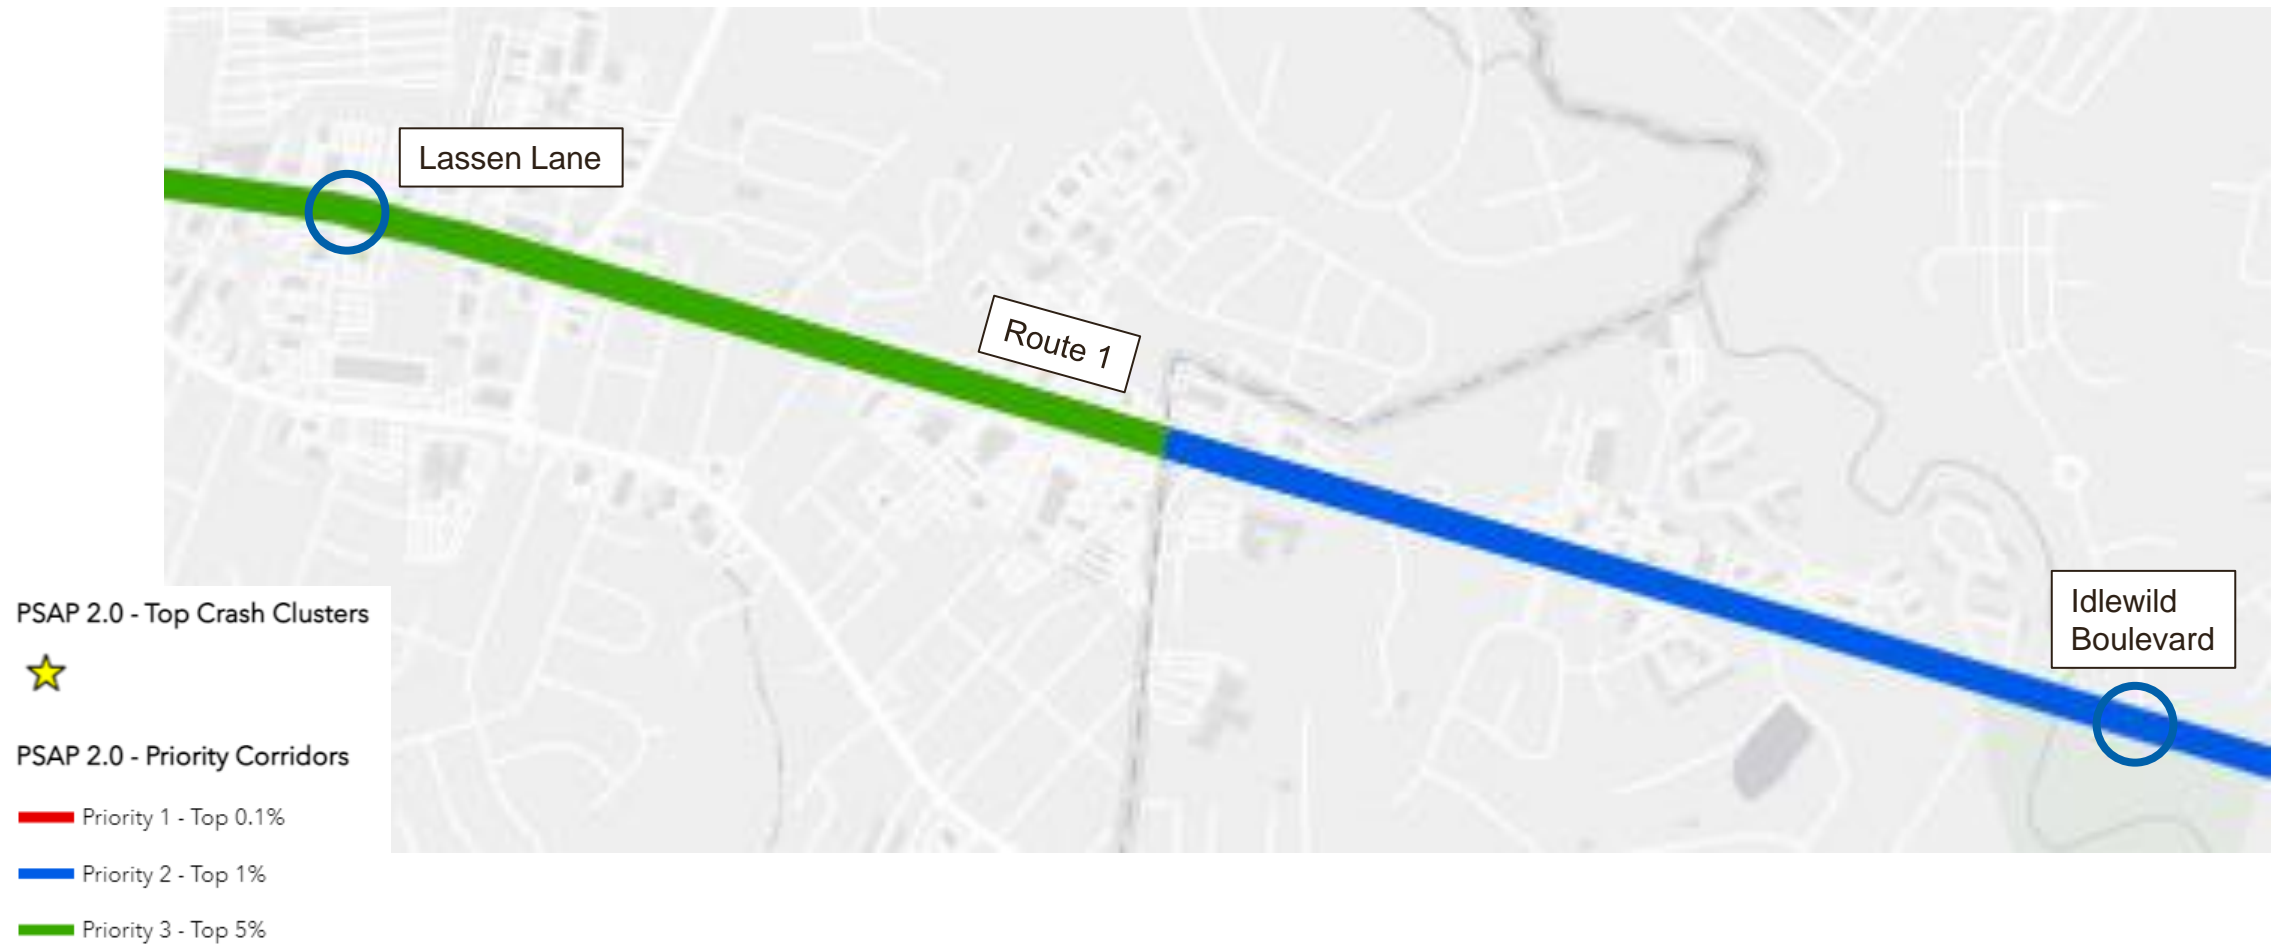 Lassen Lane
Route 1
Idlewild
Boulevard
PSAP 2.0 - Top Crash Clusters
PSAP 2.0 - Priority Corridors
Priority 1 - Top 0.1%
Priority 2 - Top 1%
Priority 3 - Top 5%